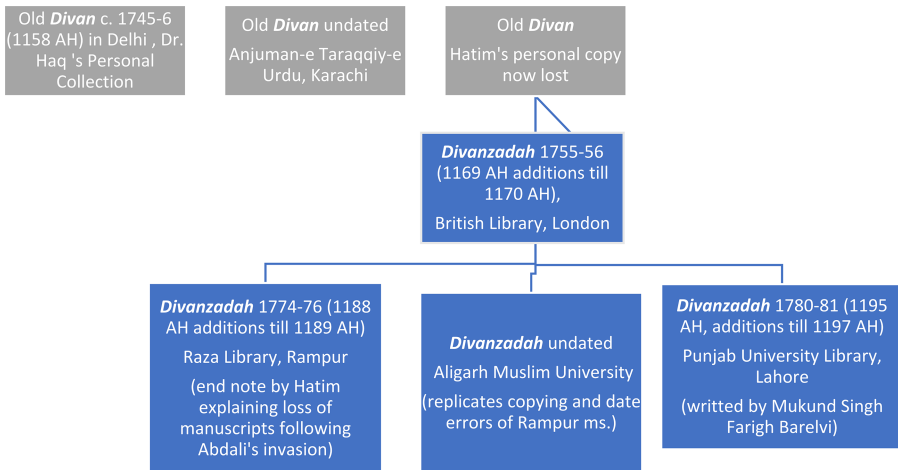 Old Divan c. 1745-6
(1158 AH) in Delhi , Dr.
Haq 's Personal
Collection
Old Divan undated
Anjuman-e Taraqqiy-e
Urdu, Karachi
Old Divan
Hatim's personal copy
now lost
Divanzadah 1755-56
(1169 AH additions till
1170 AH),
British Library, London
Divanzadah 1774-76 (1188
AH additions till 1189 AH)
Raza Library, Rampur
(end note by Hatim
explaining loss of
manuscripts following
Abdali's invasion)
Divanzadah undated
Aligarh Muslim University
(replicates copying and date
errors of Rampur ms.)
Divanzadah 1780-81 (1195
AH, additions till 1197 AH)
Punjab University Library,
Lahore
(writted by Mukund Singh
Farigh Barelvi)